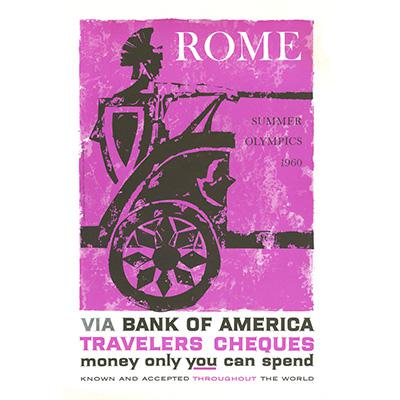 ROME
SUMMER
OLYMPICS
1960
VIA BANK OF AMERICA
TRAVELERS CHEQUES
money only you can spend
KNOWN AND ACCEPTED THROUGHOUT THE WORLD